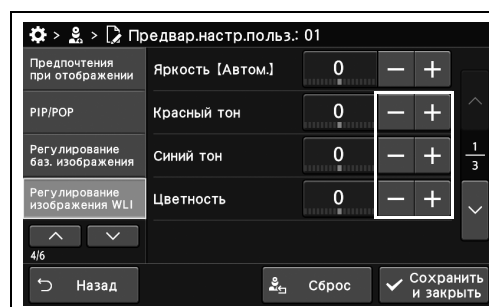 > > Предвар.настр.польз.: 01
Предпочтения
при отображении
Яркость [Автом.]
0
PIP/POP
Красный тон
0
Регулирование
баз. изображения
Синий тон
0
1
3
Регулирование
изображения WLI
Цветность
0
4/6
Назад
Сброс
Сохранить
и закрыть